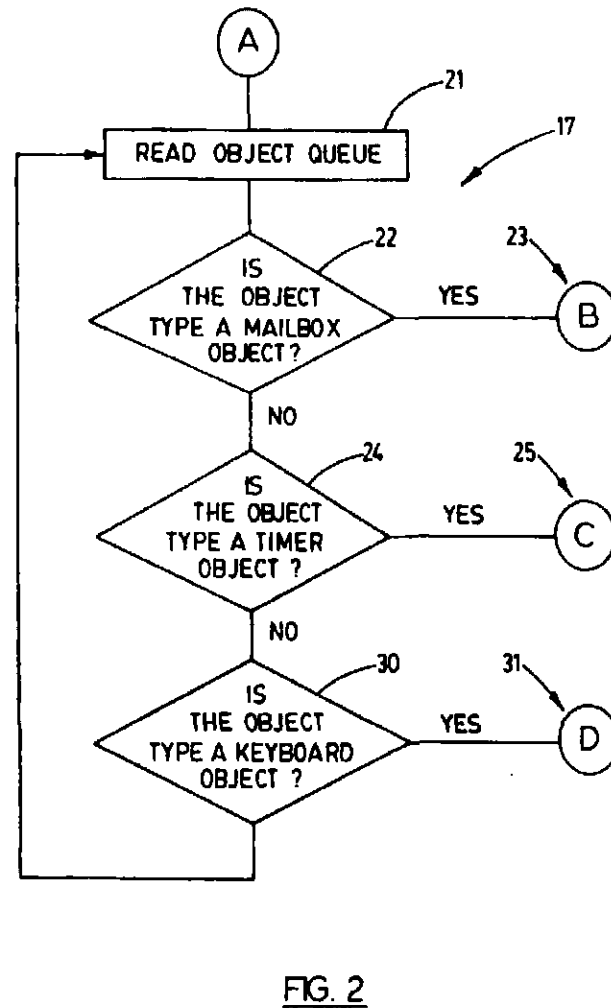 A
21
READ OBJECT QUEUE
17
22
23
IS
THE OBJECT
TYPE A MAILBOX
OBJECT?
YES
B
NO
24
25
IS
THE OBJECT
TYPE A TIMER
OBJECT ?
YES
C
NO
30
31
IS
THE OBJECT
TYPE A KEYBOARD
OBJECT ?
YES
D
FIG. 2